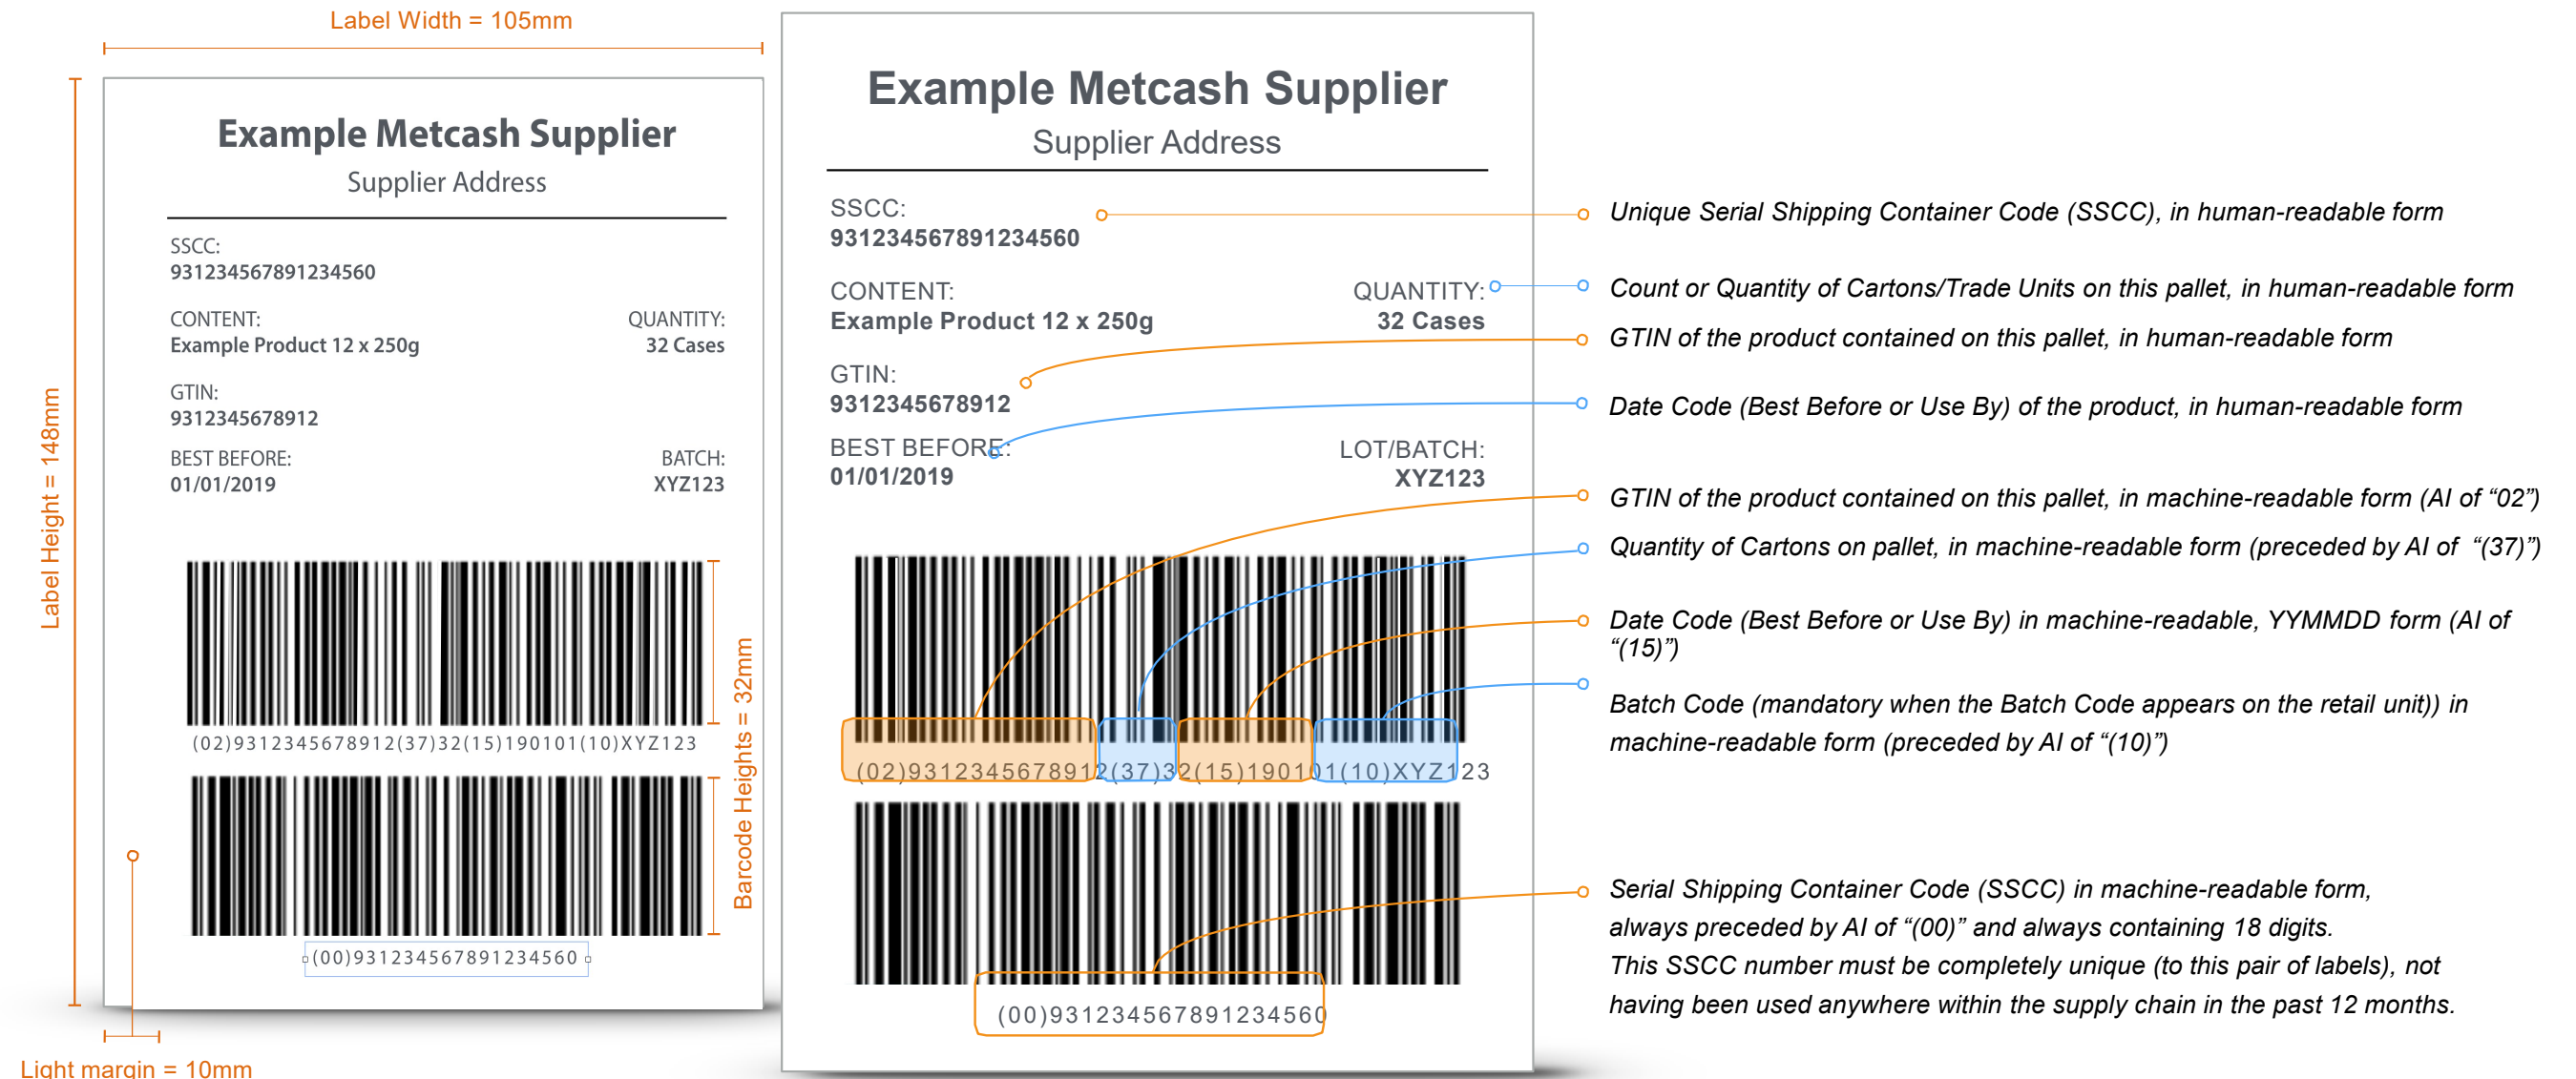 Label Width = 105mm
Label Height = 148mm
Example Metcash Supplier
Supplier Address
SSCC:
931234567891234560
CONTENT:
QUANTITY:
Example Product 12 x 250g
32 Cases
GTIN:
9312345678912
BEST BEFORE:
BATCH:
01/01/2019
XYZ123
(02)9312345678912(37)32(15)190101(10)XYZ123
(00)931234567891234560
Barcode Heights = 32mm
Light margin = 10mm
Example Metcash Supplier
Supplier Address
SSCC:
931234567891234560
CONTENT:
QUANTITY:
Example Product 12 x 250g
32 Cases
GTIN:
9312345678912
BEST BEFORE:
LOT/BATCH:
01/01/2019
XYZ123
(02)9312345678912(37)32(15)190101(10)XYZ123
(00)931234567891234560
Unique Serial Shipping Container Code (SSCC), in human-readable form
Count or Quantity of Cartons/Trade Units on this pallet, in human-readable form
GTIN of the product contained on this pallet, in human-readable form
Date Code (Best Before or Use By) of the product, in human-readable form
GTIN of the product contained on this pallet, in machine-readable form (AI of “02”)
Quantity of Cartons on pallet, in machine-readable form (preceded by AI of “(37)”)
Date Code (Best Before or Use By) in machine-readable, YYMMDD form (AI of
“(15)”)
Batch Code (mandatory when the Batch Code appears on the retail unit)) in
machine-readable form (preceded by AI of “(10)”)
Serial Shipping Container Code (SSCC) in machine-readable form,
always preceded by AI of “(00)” and always containing 18 digits.
This SSCC number must be completely unique (to this pair of labels), not
having been used anywhere within the supply chain in the past 12 months.